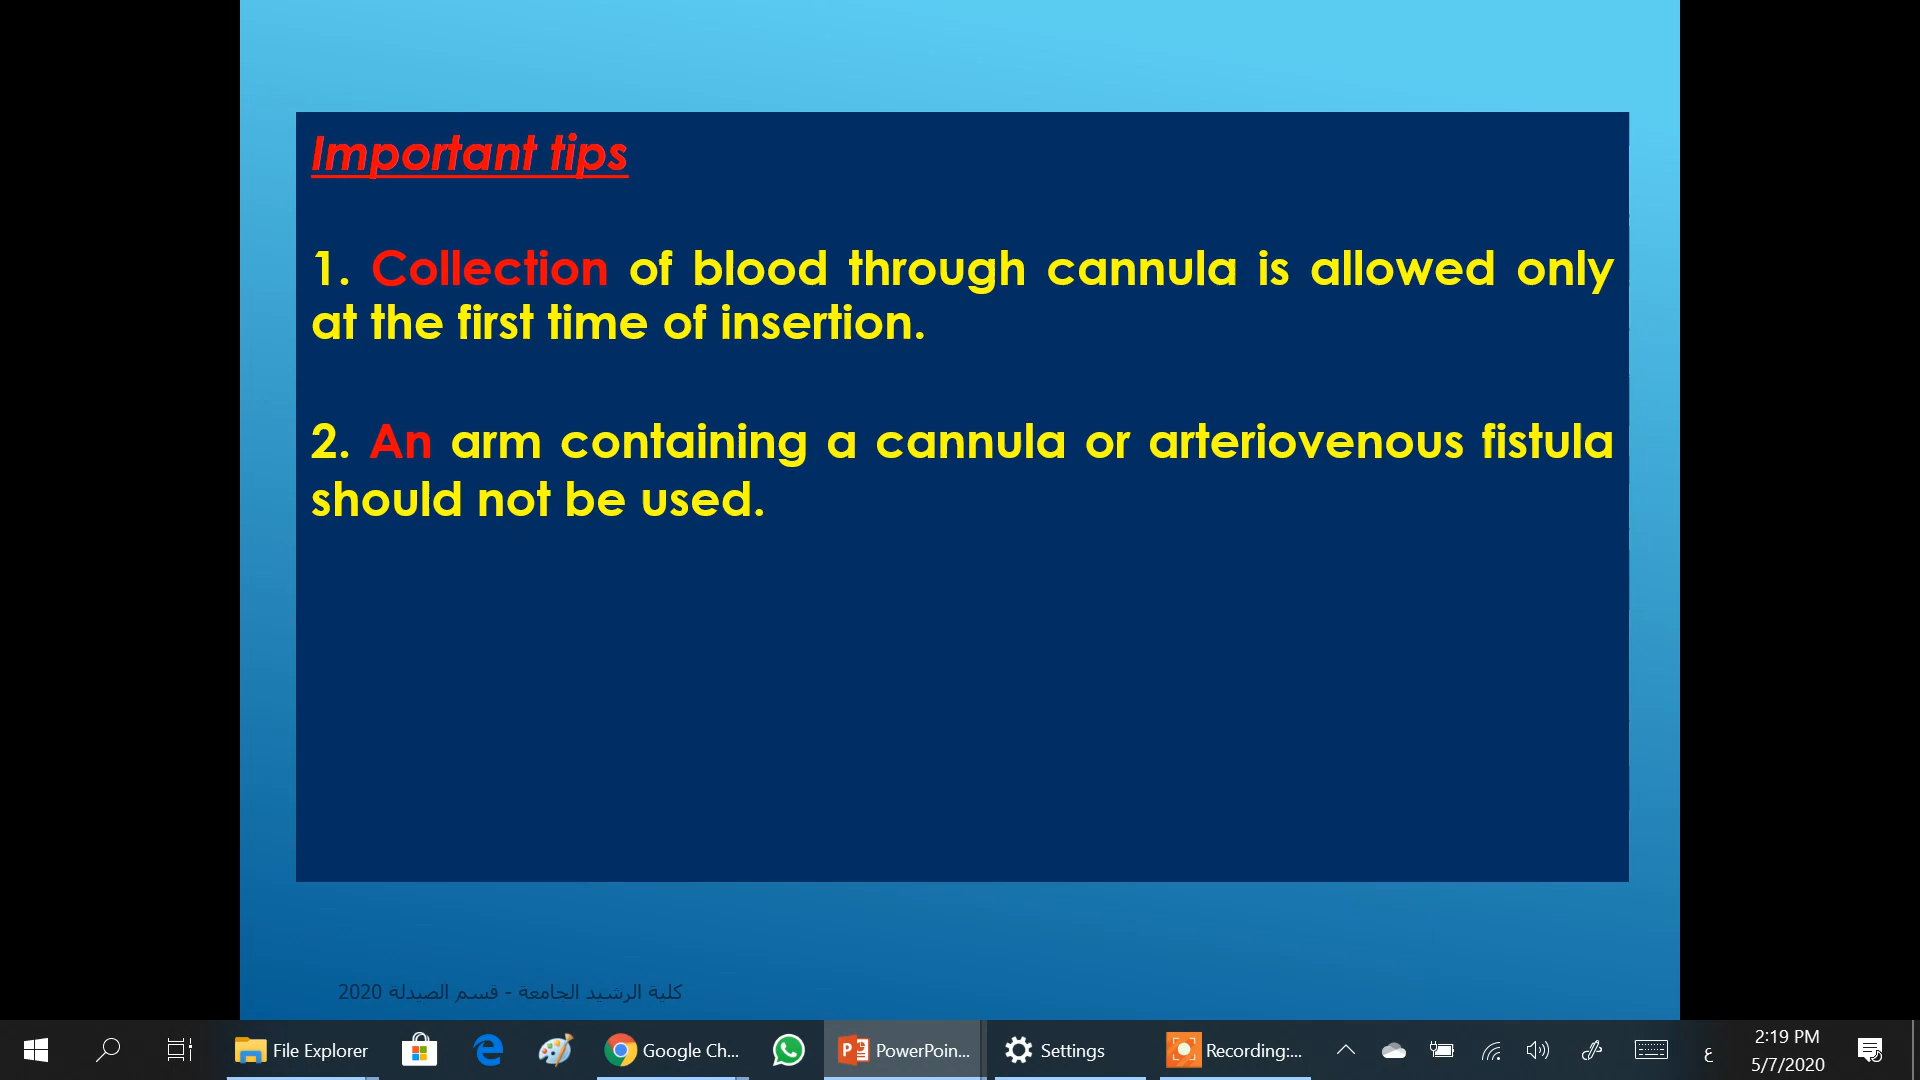 Important tips
1. Collection of blood through cannula is allowed only
at the first time of insertion.
2. An arm containing a cannula or arteriovenous fistula
should not be used.
كلية الرشيد الجامعة - قسم الصيدلة 2020
File Explorer
Google Ch...
PowerPoin...
Settings
Recording:...
ع
2:19 PM
5/7/2020